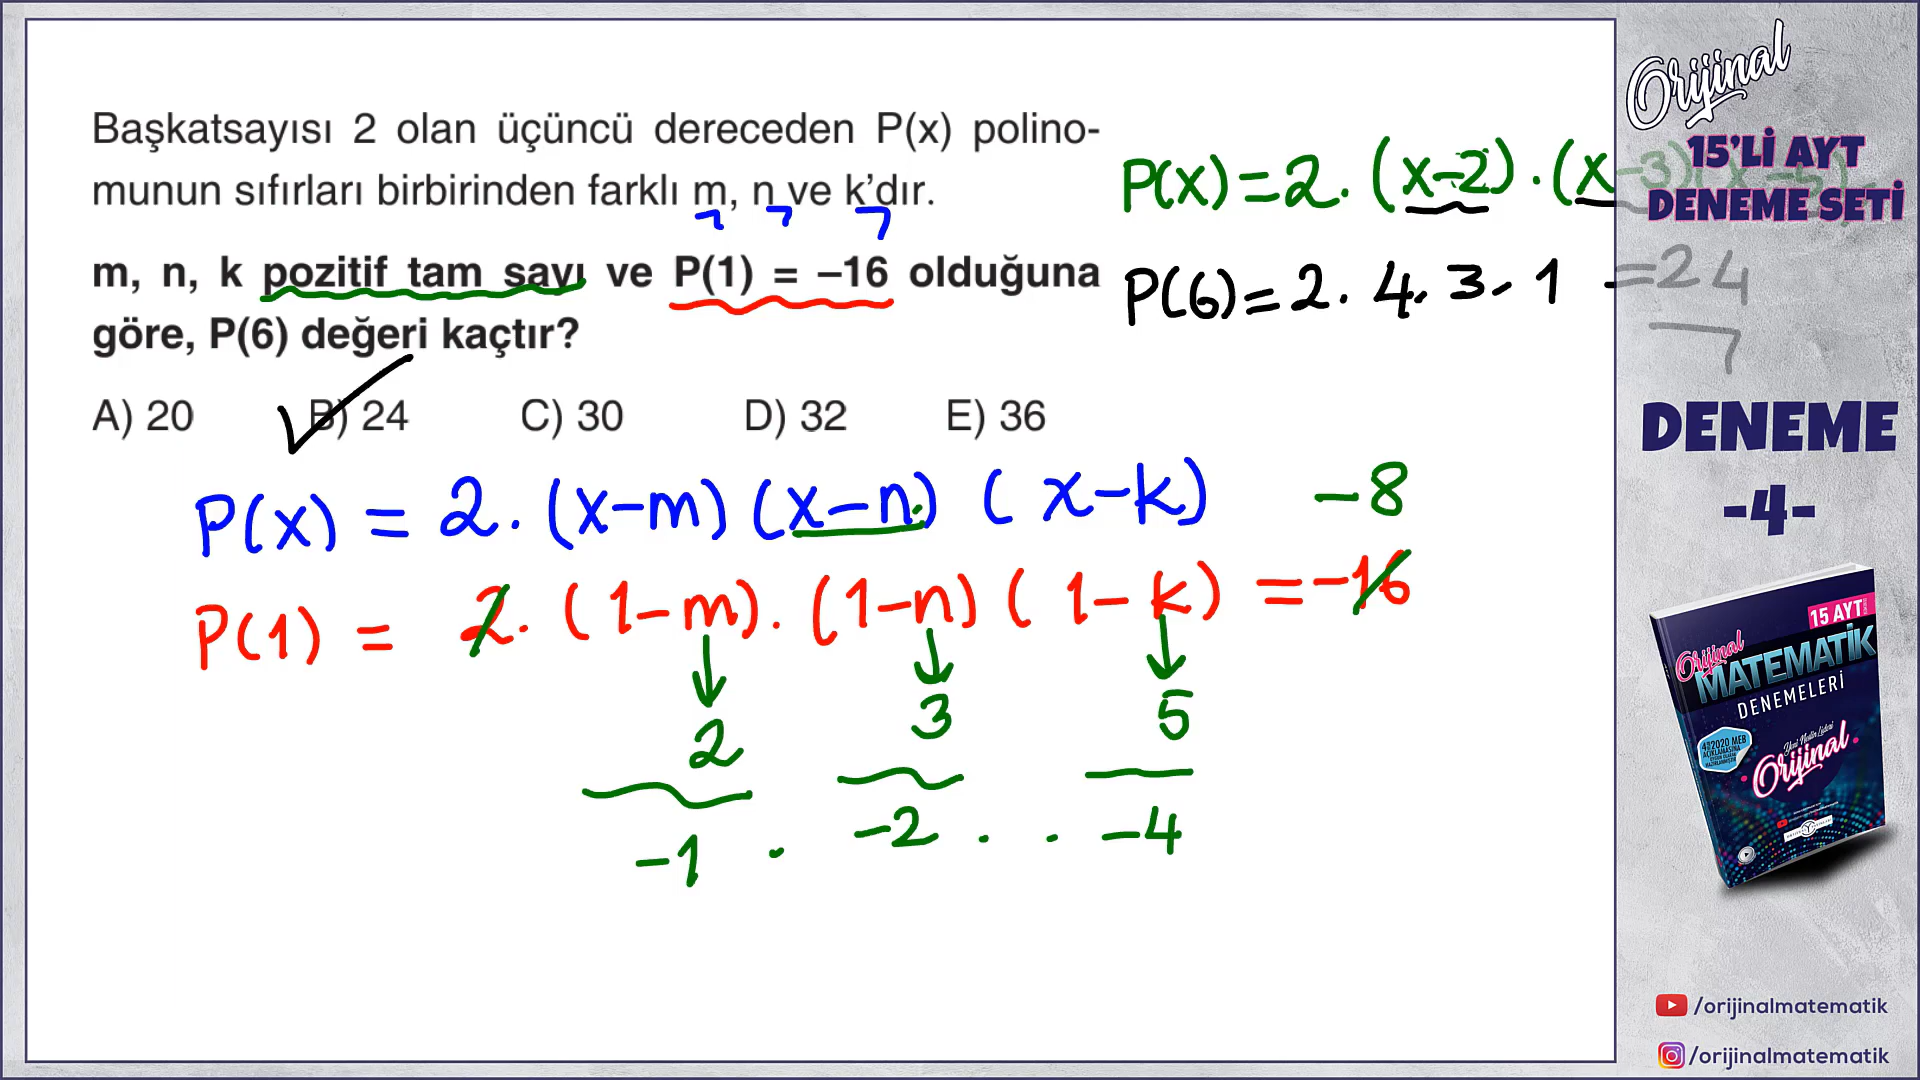 Başkatsayısı 2 olan üçüncü dereceden P(x) polino-
munun sıfırları birbirinden farklı m, n ve k’dır.
m, n, k pozitif tam sayı ve P(1) = –16 olduğuna
göre, P(6) değeri kaçtır?
A) 20 B) 24 C) 30 D) 32 E) 36
P(x) = 2. (x-2) . (x-3)(x-5)
P(6) = 2. 4. 3. 1 = 24
P(x) = 2. (x-m) (x-n) (x-k)
-8
P(1) = 2. (1-m). (1-n) (1-k) = -16
2 3 5
-1 . -2 . . -4
Orijinal
15’Lİ AYT
DENEME SETİ
DENEME
-4-
15 AYT
Orijinal
MATEMATİK
DENEMELERİ
Orijinal
/orijinalmatematik
/orijinalmatematik